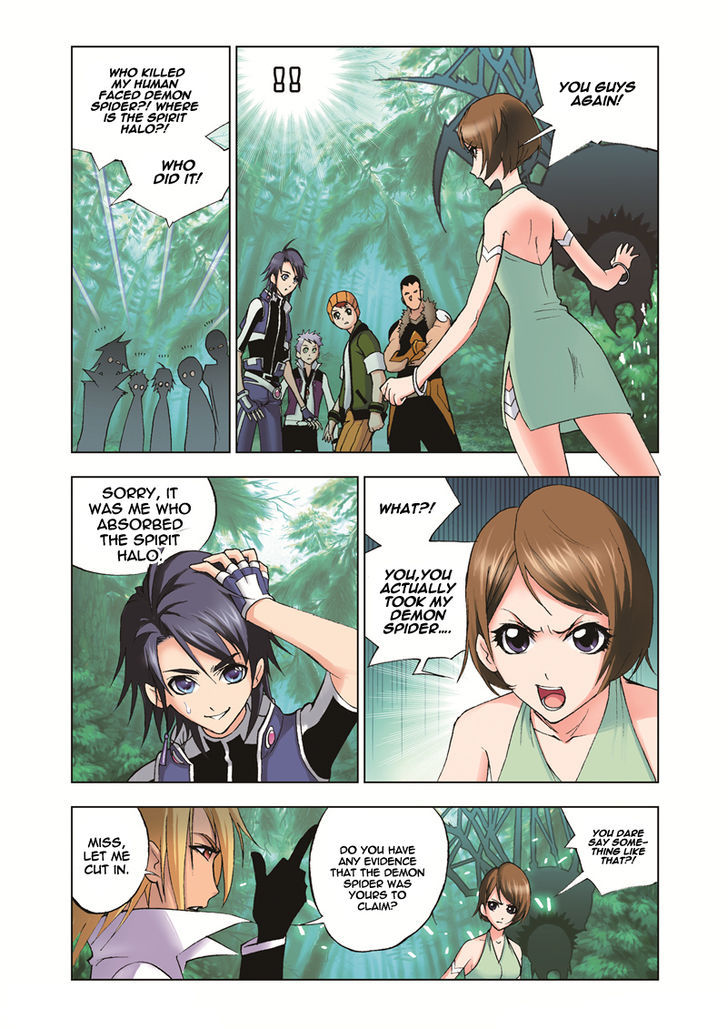 WHO KILLED
MY HUMAN
FACED DEMON
SPIDER?! WHERE
IS THE SPIRIT
HALO?!
WHO
DID IT!
!!
YOU GUYS
AGAIN!
SORRY, IT
WAS ME WHO
ABSORBED
THE SPIRIT
HALO.
WHAT?!
YOU,YOU
ACTUALLY
TOOK MY
DEMON
SPIDER....
MISS,
LET ME
CUT IN.
DO YOU HAVE
ANY EVIDENCE
THAT THE DEMON
SPIDER WAS
YOURS TO
CLAIM?
YOU DARE
SAY SOME-
THING LIKE
THAT?!